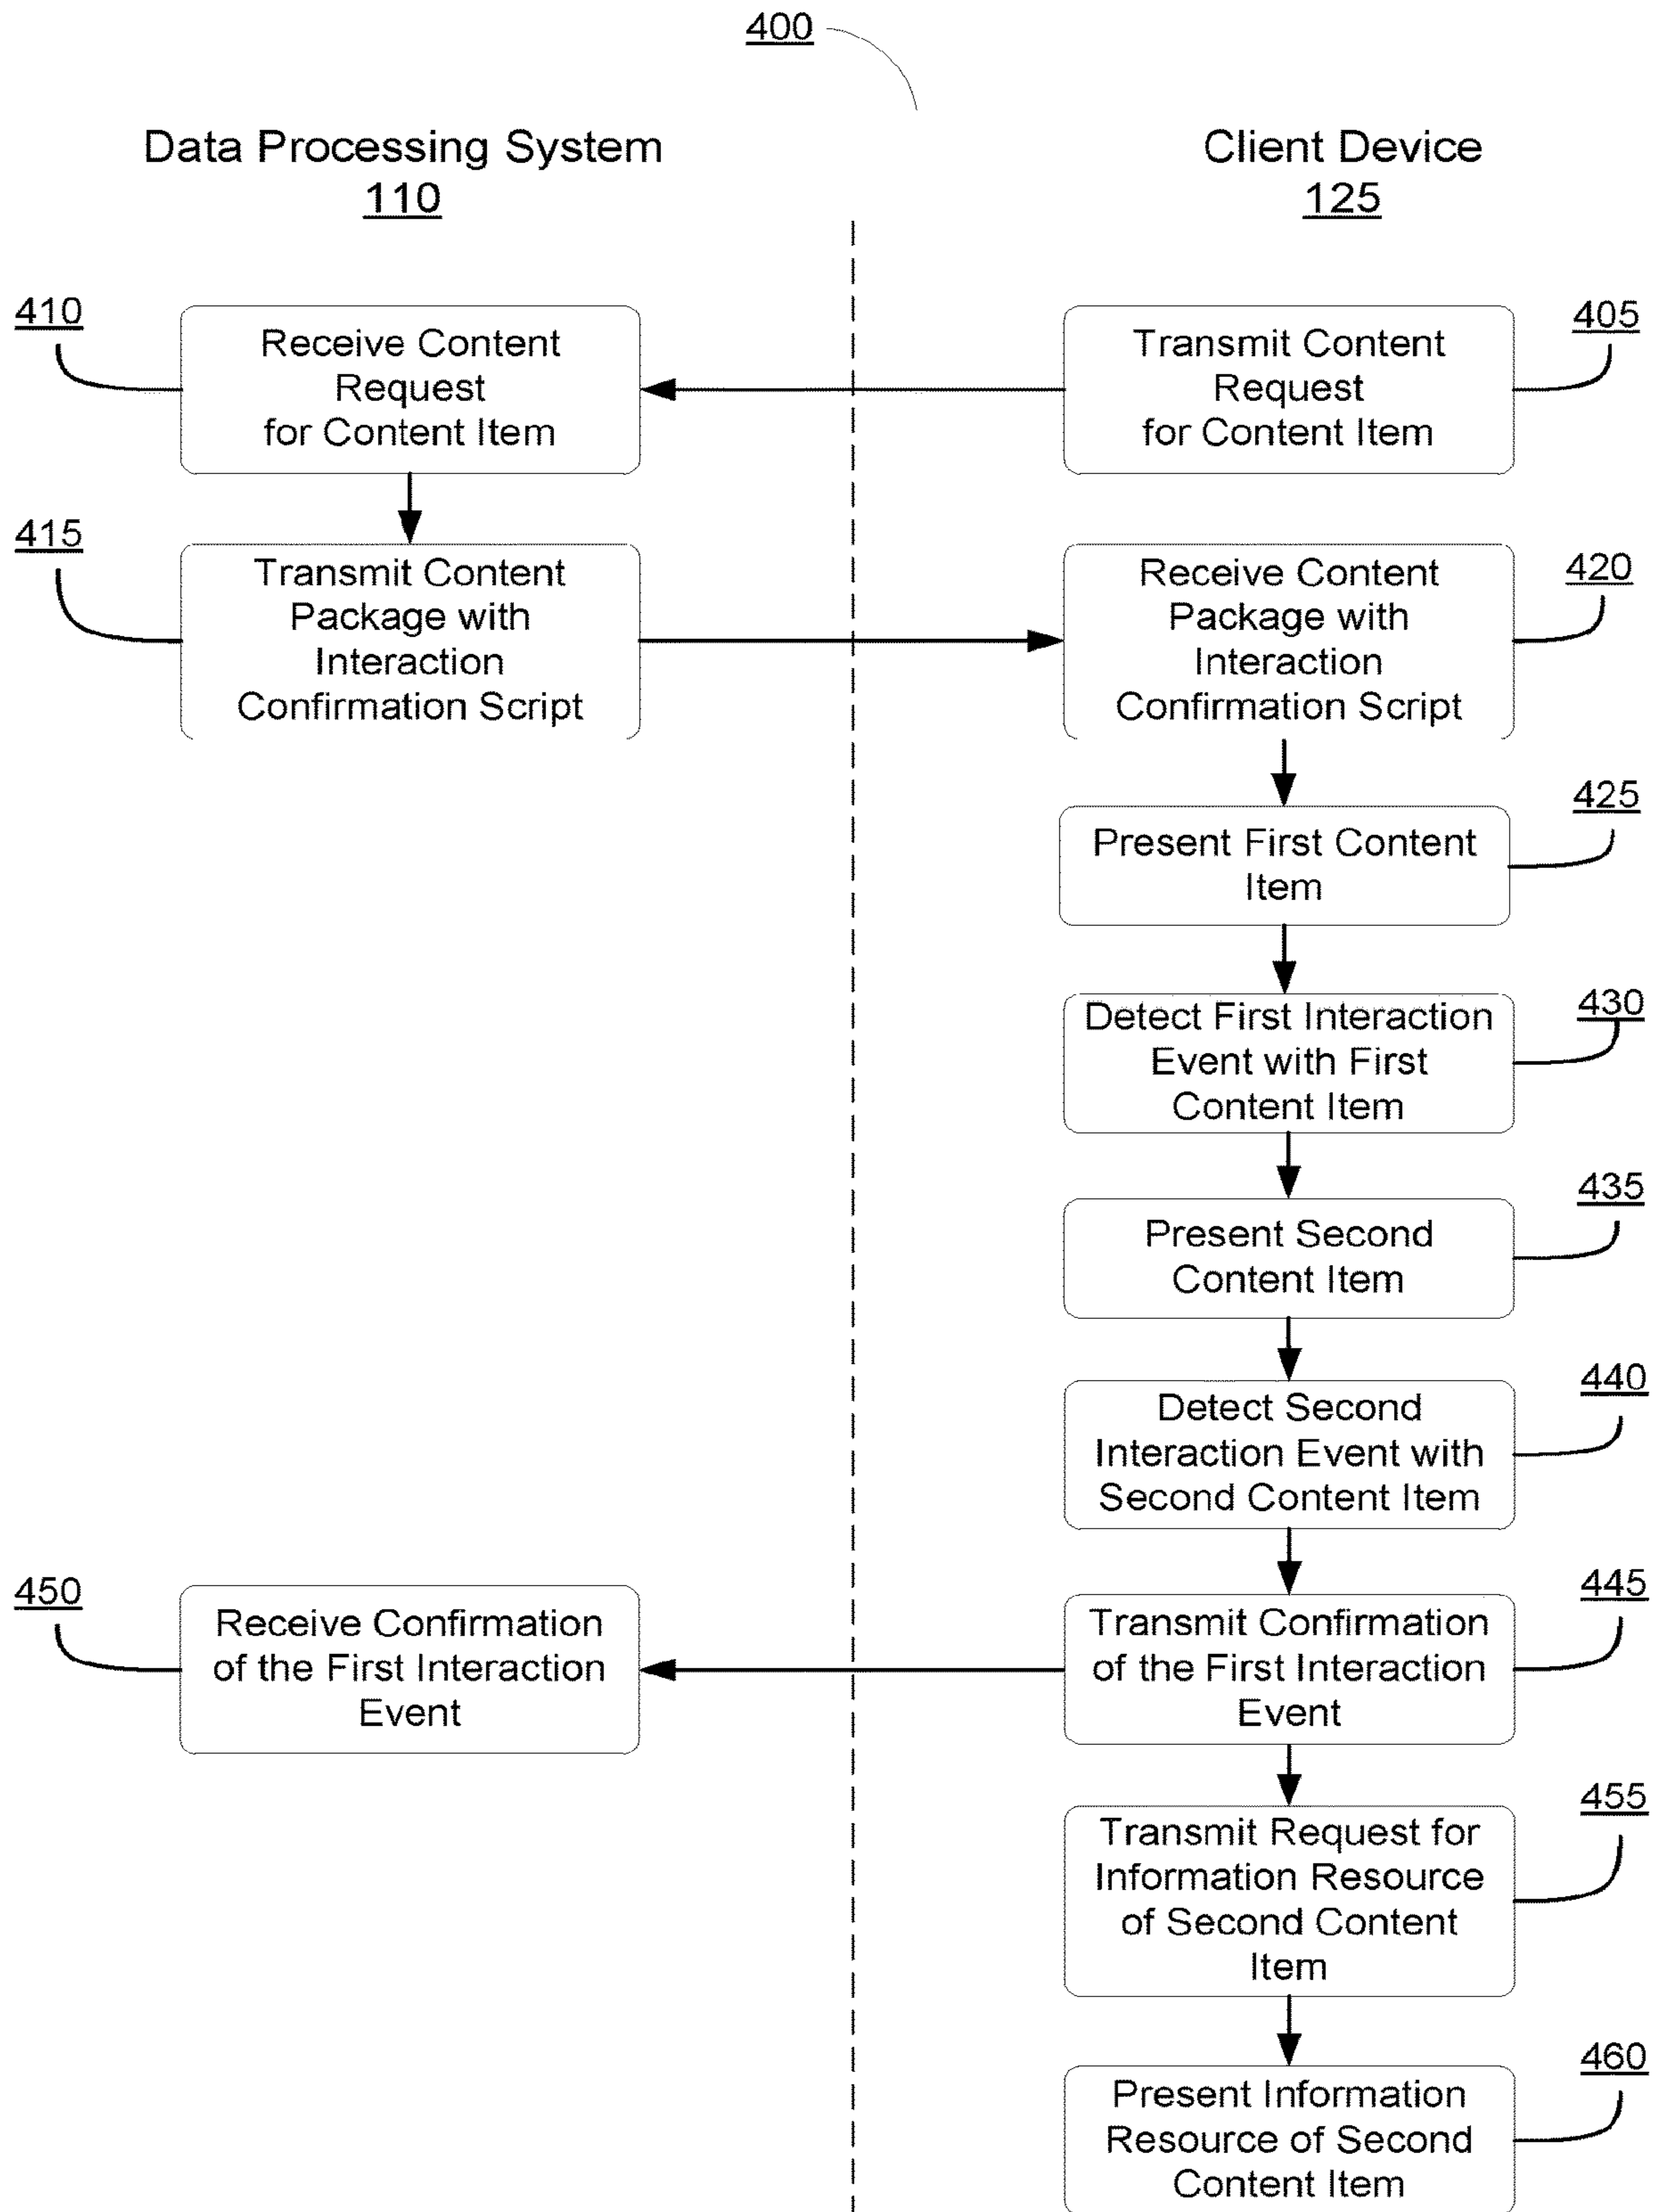 400
Data Processing System
110
Client Device
125
410
Receive Content
Request
for Content Item
Transmit Content
Request
for Content Item
405
415
Transmit Content
Package with
Interaction
Confirmation Script
Receive Content
Package with
Interaction
Confirmation Script
420
Present First Content
Item
425
Detect First Interaction
Event with First
Content Item
430
Present Second
Content Item
435
Detect Second
Interaction Event with
Second Content Item
440
450
Receive Confirmation
of the First Interaction
Event
Transmit Confirmation
of the First Interaction
Event
445
Transmit Request for
Information Resource
of Second Content
Item
455
Present Information
Resource of Second
Content Item
460